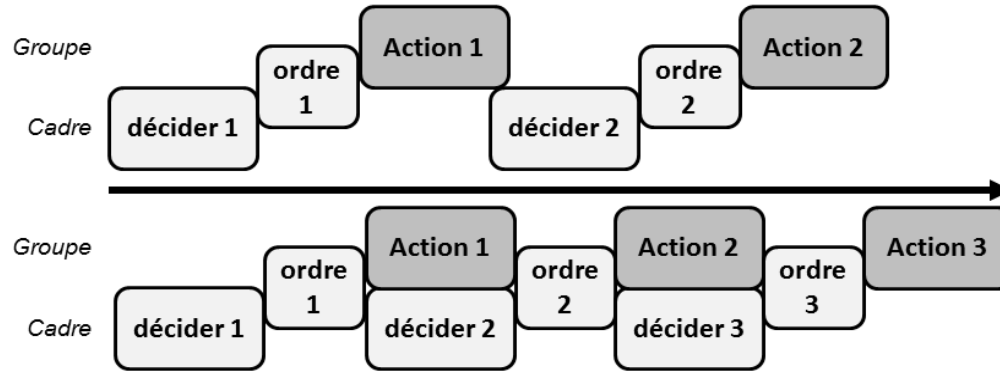 Groupe
Action 1
Action 2
ordre
1
ordre
2
Cadre
décider 1
décider 2
Groupe
Action 1
Action 2
Action 3
ordre
1
ordre
2
ordre
3
Cadre
décider 1
décider 2
décider 3